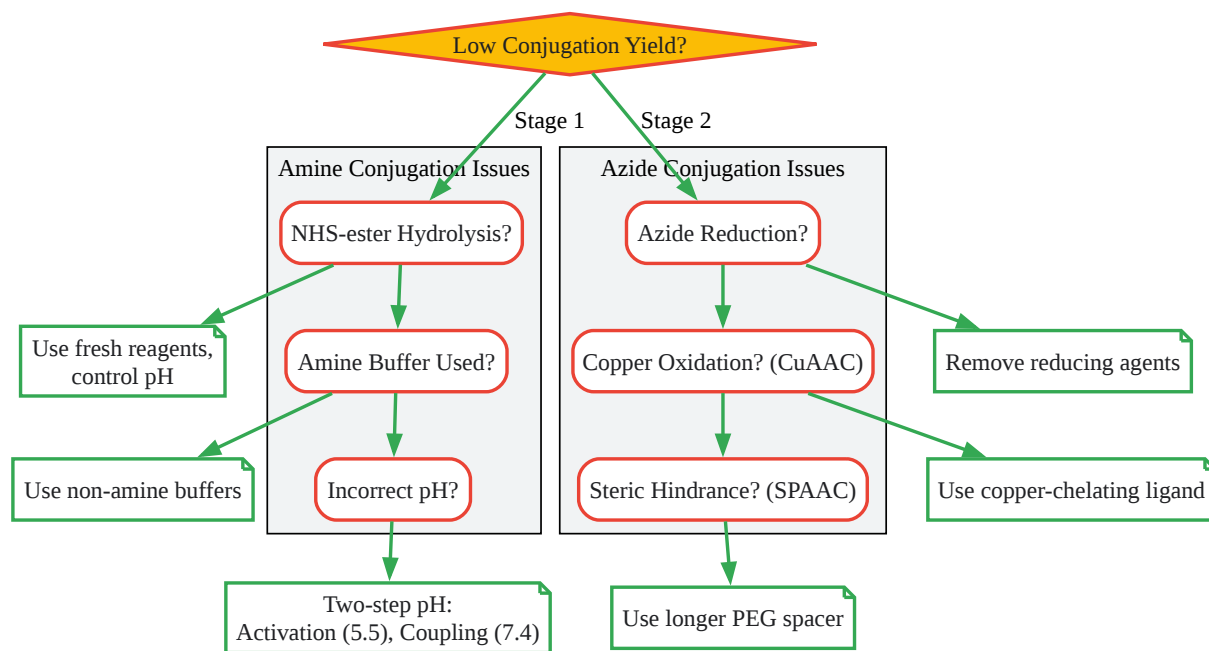 Low Conjugation Yield?
Stage 1
Stage 2
Amine Conjugation Issues
Azide Conjugation Issues
NHS-ester Hydrolysis?
Azide Reduction?
Use fresh reagents,
control pH
Amine Buffer Used?
Copper Oxidation? (CuAAC)
Remove reducing agents
Use non-amine buffers
Incorrect pH?
Steric Hindrance? (SPAAC)
Use copper-chelating ligand
Two-step pH:
Activation (5.5), Coupling (7.4)
Use longer PEG spacer